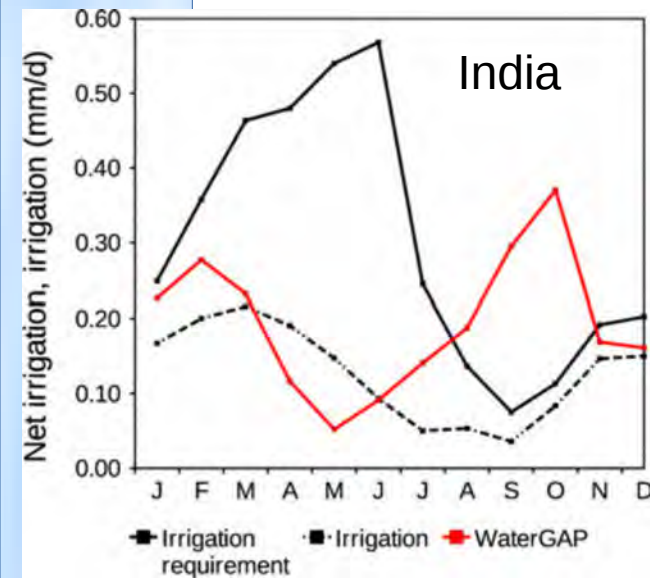 India
Net irrigation, irrigation (mm/d)
0.60
0.50
0.40
0.30
0.20
0.10
0.00
J F M A M J J A S O N D
Irrigation requirement
Irrigation
WaterGAP